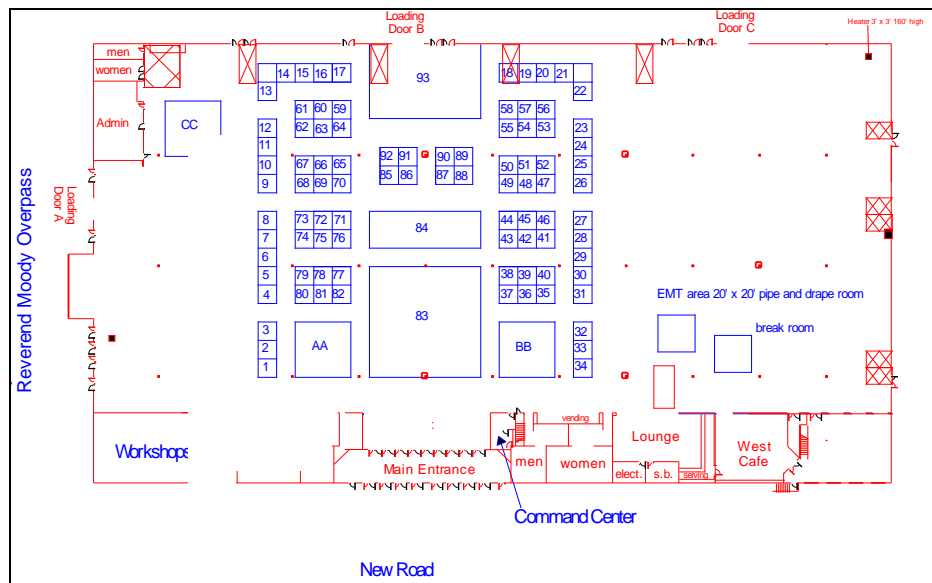 Loading
Door B
Loading
Door C
Heater 3' x 3' 160' high
men
women
Admin
CC
Loading
Door A
Reverend Moody Overpass
93
14 15 16 17
13
18 19 20 21
22
61 60 59
62 63 64
58 57 56
55 54 53
12
11
10
9
23
24
25
26
92 91
85 86
90 89
87 88
67 66 65
68 69 70
50 51 52
49 48 47
8
7
6
5
4
73 72 71
74 75 76
84
44 45 46
43 42 41
27
28
29
30
31
79 78 77
80 81 82
83
38 39 40
37 36 35
EMT area 20' x 20' pipe and drape room
break room
3
2
1
AA
BB
32
33
34
vending
Workshops
Main Entrance
men
women
Lounge
elect.
s.b.
serving
West
Cafe
Command Center
New Road